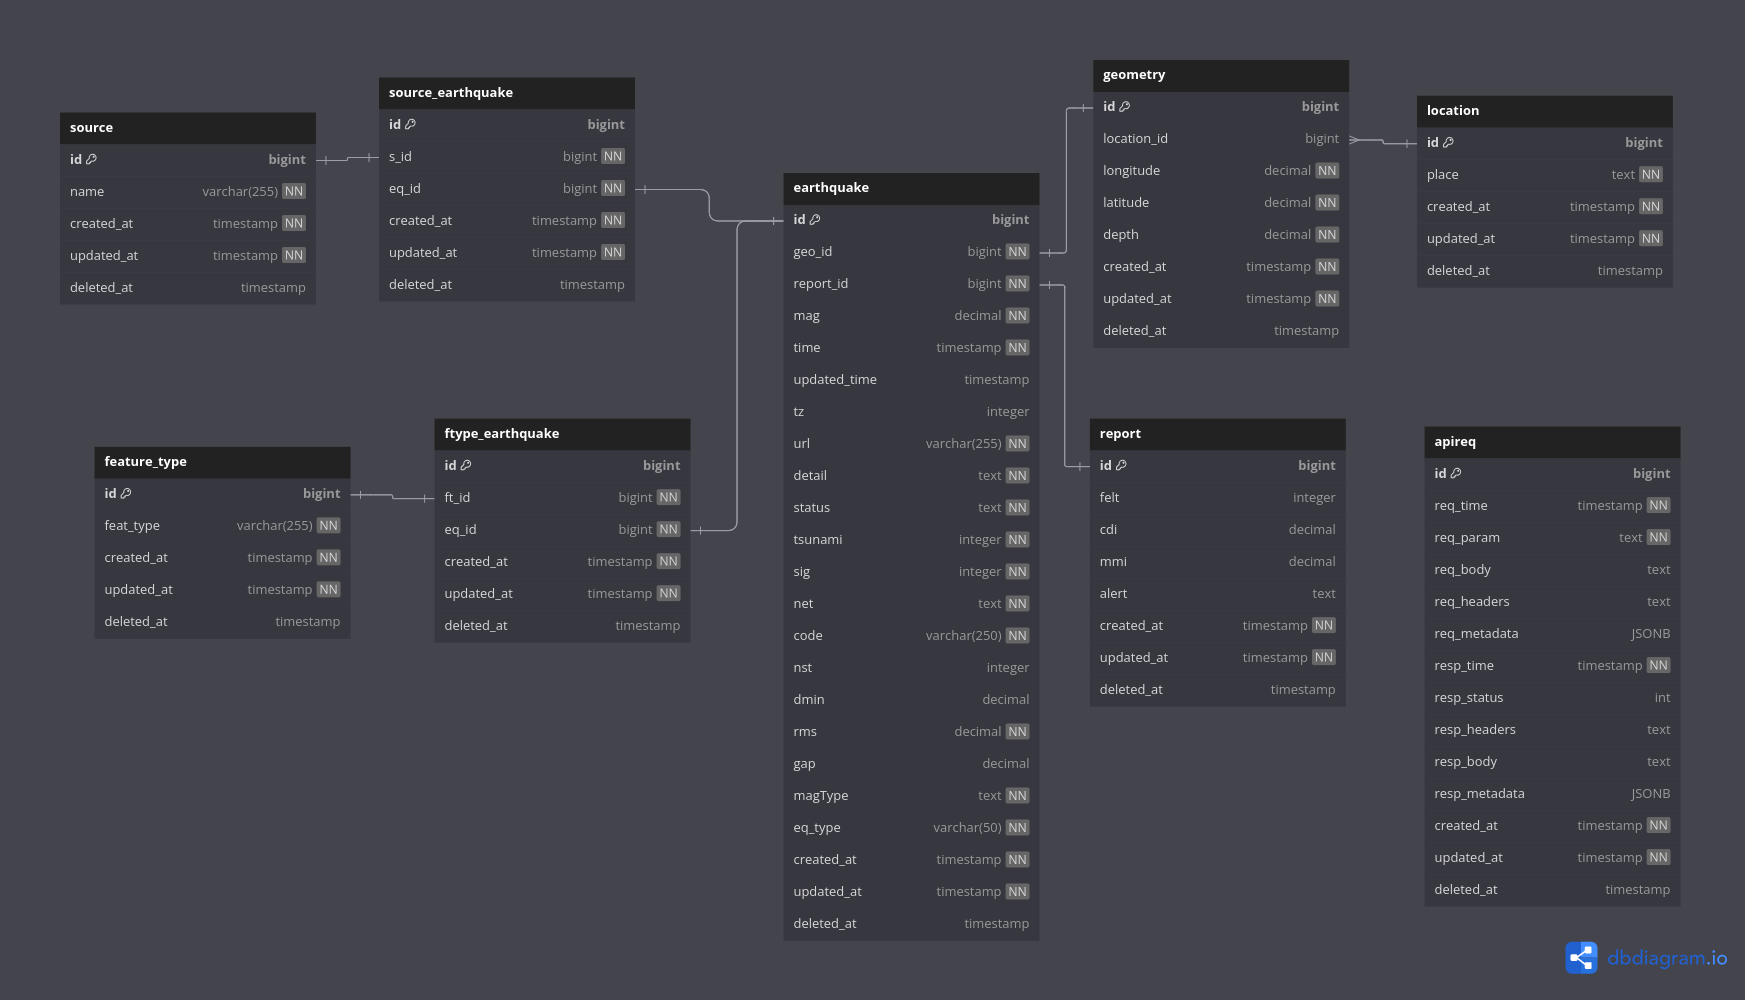 source
id bigint
name varchar(255) NN
created_at timestamp NN
updated_at timestamp NN
deleted_at timestamp
source_earthquake
id bigint
s_id bigint NN
eq_id bigint NN
created_at timestamp NN
updated_at timestamp NN
deleted_at timestamp
feature_type
id bigint
feat_type varchar(255) NN
created_at timestamp NN
updated_at timestamp NN
deleted_at timestamp
ftype_earthquake
id bigint
ft_id bigint NN
eq_id bigint NN
created_at timestamp NN
updated_at timestamp NN
deleted_at timestamp
earthquake
id bigint
geo_id bigint NN
report_id bigint NN
mag decimal NN
time timestamp NN
updated_time timestamp
tz integer
url varchar(255) NN
detail text NN
status text NN
tsunami integer NN
sig integer NN
net text NN
code varchar(250) NN
nst integer
dmin decimal
rms decimal NN
gap decimal
magType text NN
eq_type varchar(50) NN
created_at timestamp NN
updated_at timestamp NN
deleted_at timestamp
geometry
id bigint
location_id bigint
longitude decimal NN
latitude decimal NN
depth decimal NN
created_at timestamp NN
updated_at timestamp NN
deleted_at timestamp
location
id bigint
place text NN
created_at timestamp NN
updated_at timestamp NN
deleted_at timestamp
report
id bigint
felt integer
cdi decimal
mmi decimal
alert text
created_at timestamp NN
updated_at timestamp NN
deleted_at timestamp
apireq
id bigint
req_time timestamp NN
req_param text NN
req_body text
req_headers text
req_metadata JSONB
resp_time timestamp NN
resp_status int
resp_headers text
resp_body text
resp_metadata JSONB
created_at timestamp NN
updated_at timestamp NN
deleted_at timestamp
dbdiagram.io